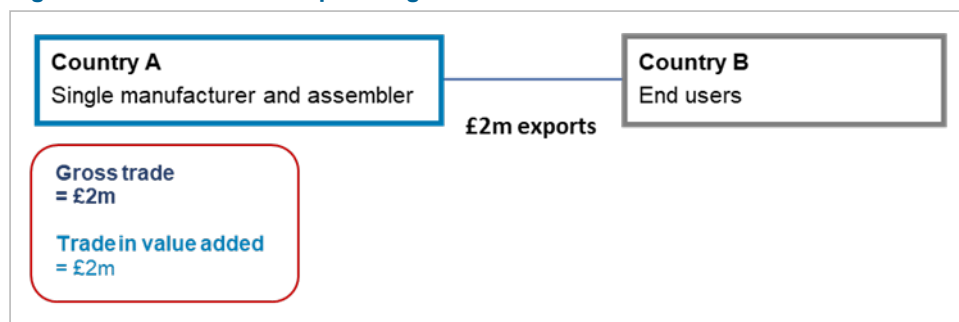 Country A
Single manufacturer and assembler
Country B
End users
£2m exports
Gross trade
= £2m
Trade in value added
= £2m